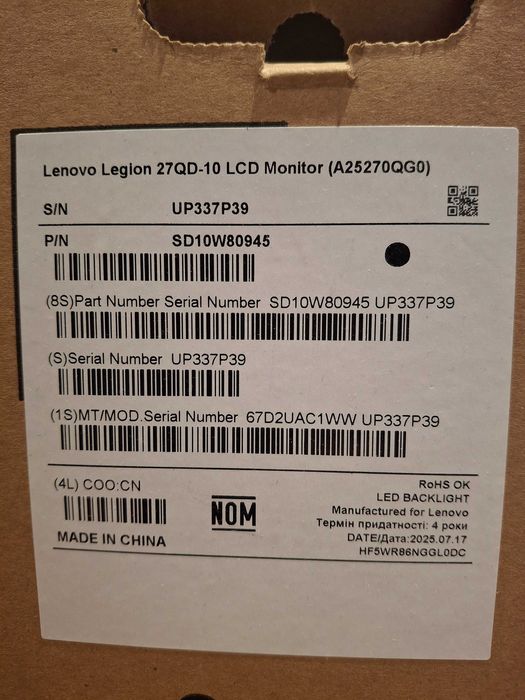 Lenovo Legion 27QD-10 LCD Monitor (A25270QG0)
S/N UP337P39
P/N SD10W80945
(8S)Part Number Serial Number SD10W80945 UP337P39
(S)Serial Number UP337P39
(1S)MT/MOD.Serial Number 67D2UAC1WW UP337P39
(4L) COO:CN
MADE IN CHINA
NOM
RoHS OK
LED BACKLIGHT
Manufactured for Lenovo
Термін придатності: 4 роки
DATE/Дата:2025.07.17
HF5WR86NGGL0DC